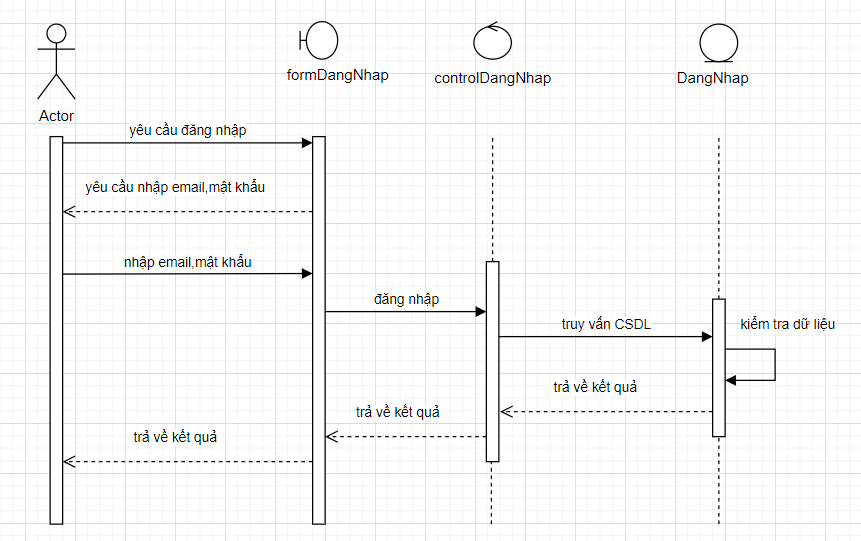 formDangNhap
controlDangNhap
DangNhap
Actor
yêu cầu đăng nhập
yêu cầu nhập email,mật khẩu
nhập email,mật khẩu
đăng nhập
truy vấn CSDL
kiểm tra dữ liệu
trả về kết quả
trả về kết quả
trả về kết quả